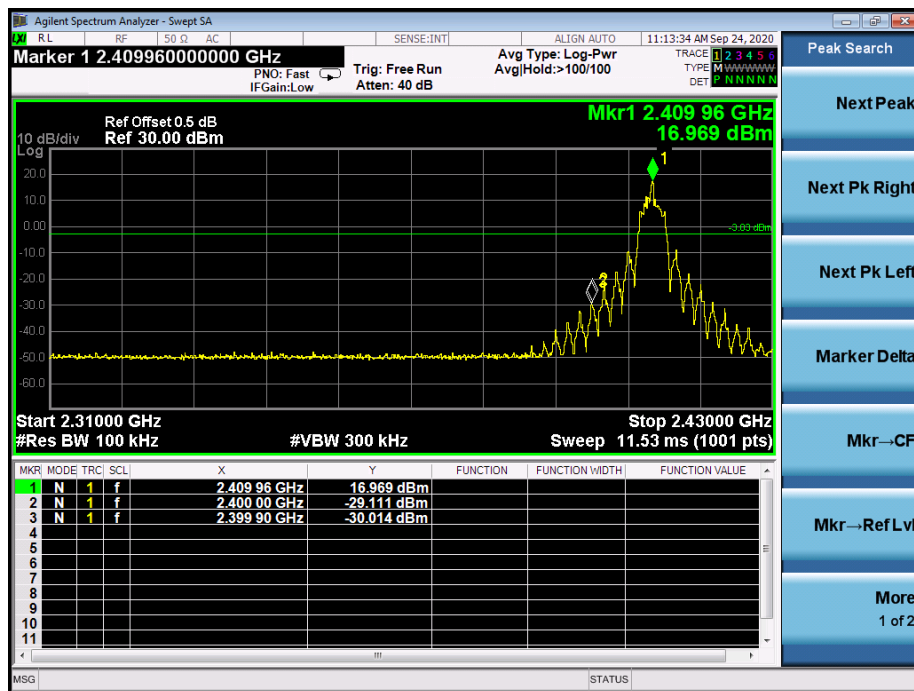 Agilent Spectrum Analyzer - Swept SA
LXI RL RF 50 Ω AC SENSE:INT ALIGN AUTO 11:13:34 AM Sep 24, 2020
Marker 1 2.409960000000 GHz
PNO: Fast
IFGain:Low
Trig: Free Run
Atten: 40 dB
Avg Type: Log-Pwr
Avg|Hold:>100/100
TRACE 1 2 3 4 5 6
TYPE M W W W W W
DET P N N N N N
Peak Search
Next Peak
Next Pk Right
Next Pk Left
Marker Delta
Mkr→CF
Mkr→Ref Lvl
More
1 of 2
Mkr1 2.409 96 GHz
16.969 dBm
Ref Offset 0.5 dB
10 dB/div Ref 30.00 dBm
Log
20.0
10.0
0.00
-10.0
-20.0
-30.0
-40.0
-50.0
-60.0
1
-3.03 dBm
2
Start 2.31000 GHz Stop 2.43000 GHz
#Res BW 100 kHz #VBW 300 kHz Sweep 11.53 ms (1001 pts)
MKR MODE TRC SCL X Y FUNCTION FUNCTION WIDTH FUNCTION VALUE
1 N 1 f 2.409 96 GHz 16.969 dBm
2 N 1 f 2.400 00 GHz -29.111 dBm
3 N 1 f 2.399 90 GHz -30.014 dBm
4
5
6
7
8
9
10
11
MSG STATUS